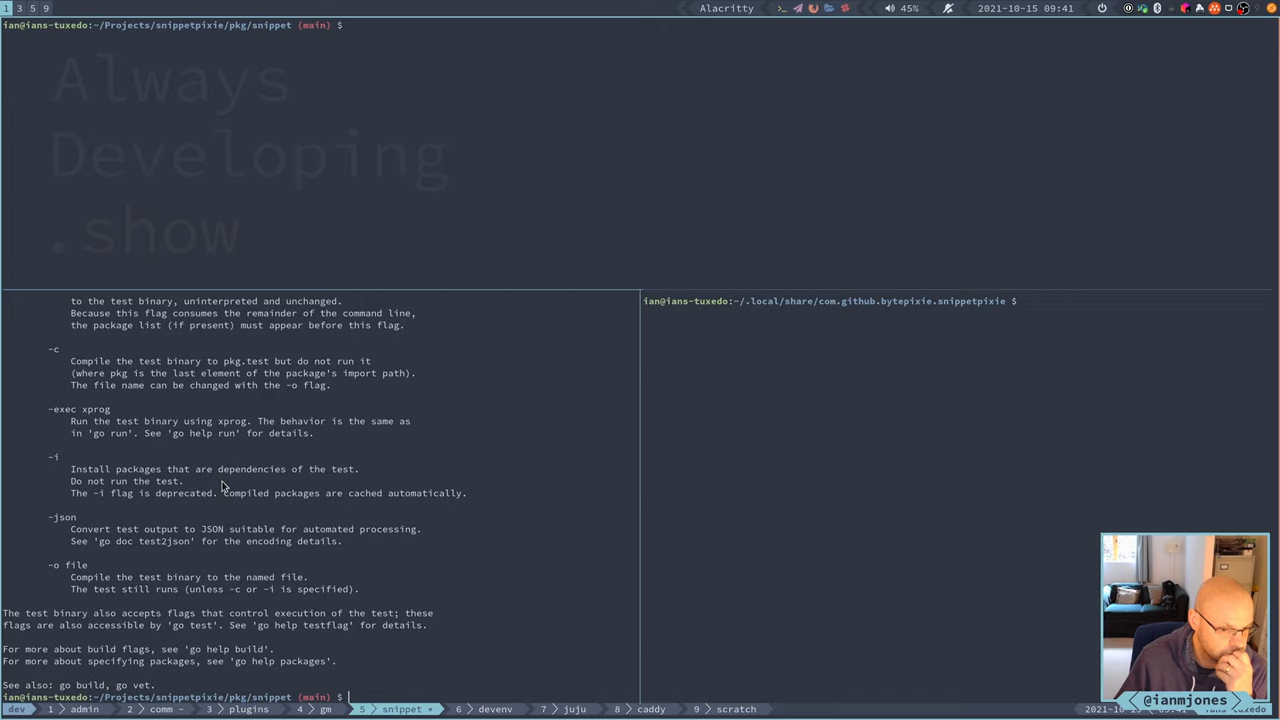 1 3 5 9
Alacritty
45%
2021-10-15 09:41
ian@ians-tuxedo:~/Projects/snippetpixie/pkg/snippet (main) $
Always
Developing
.show
to the test binary, uninterpreted and unchanged.
Because this flag consumes the remainder of the command line,
the package list (if present) must appear before this flag.
-c
Compile the test binary to pkg.test but do not run it
(where pkg is the last element of the package's import path).
The file name can be changed with the -o flag.
-exec xprog
Run the test binary using xprog. The behavior is the same as
in 'go run'. See 'go help run' for details.
-i
Install packages that are dependencies of the test.
Do not run the test.
The -i flag is deprecated. Compiled packages are cached automatically.
-json
Convert test output to JSON suitable for automated processing.
See 'go doc test2json' for the encoding details.
-o file
Compile the test binary to the named file.
The test still runs (unless -c or -i is specified).
The test binary also accepts flags that control execution of the test; these
flags are also accessible by 'go test'. See 'go help testflag' for details.
For more about build flags, see 'go help build'.
For more about specifying packages, see 'go help packages'.
See also: go build, go vet.
ian@ians-tuxedo:~/Projects/snippetpixie/pkg/snippet (main) $
ian@ians-tuxedo:~/.local/share/com.github.bytepixie.snippetpixie $
@ianmjones
dev 1 admin 2 comm - 3 plugins 4 gm 5 snippet * 6 devenv 7 juju 8 caddy 9 scratch